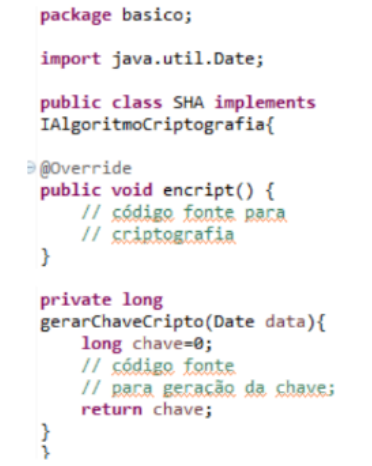 package basico;
import java.util.Date;
public class SHA implements
IAlgoritmoCriptografia{
@Override
public void encript() {
// código fonte para
// criptografia
}
private long
gerarChaveCripto(Date data){
long chave=0;
// código fonte
// para geração da chave;
return chave;
}
}